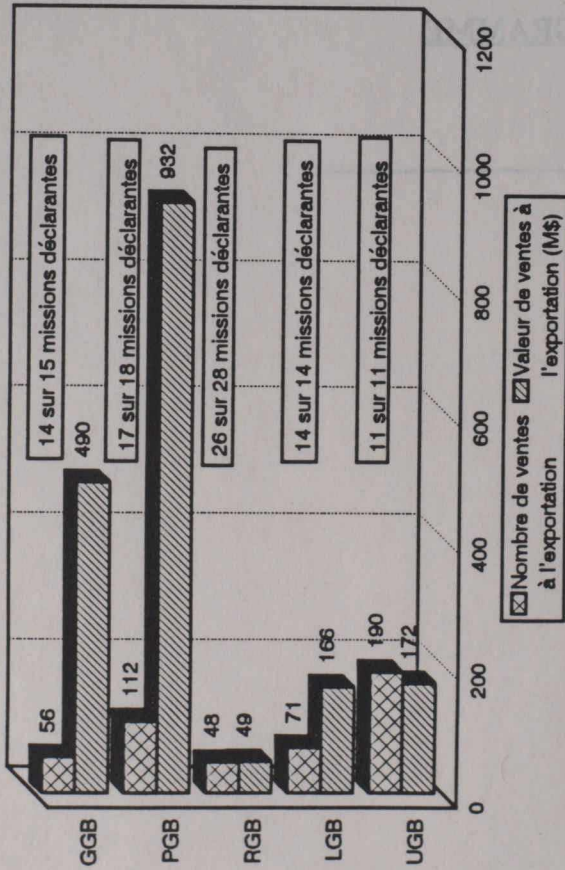 GGB
56
490
14 sur 15 missions déclarantes
PGB
112
932
17 sur 18 missions déclarantes
RGB
48
49
26 sur 28 missions déclarantes
LGB
71
166
14 sur 14 missions déclarantes
UGB
190
172
11 sur 11 missions déclarantes
0 200 400 600 800 1000 1200
Nombre de ventes
à l'exportation
Valeur de ventes à
l'exportation (M$)